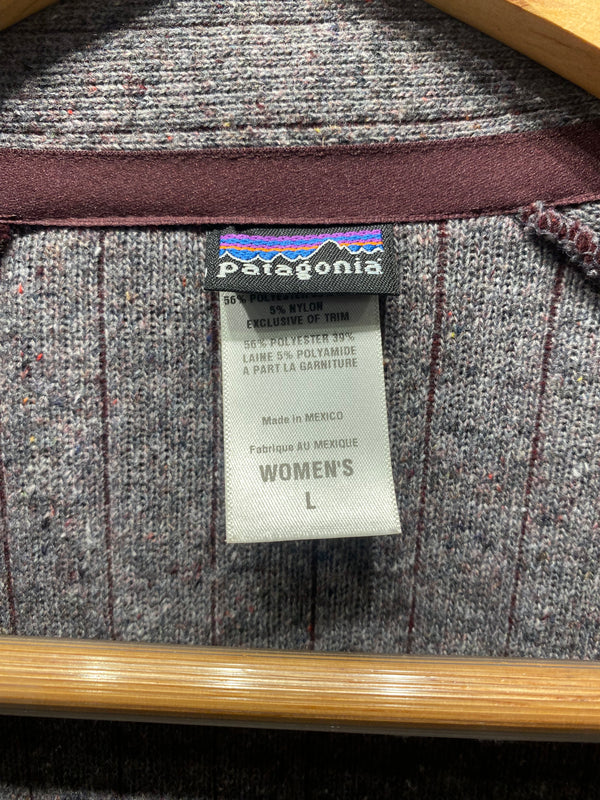 patagonia
56% POLYESTER
5% NYLON
EXCLUSIVE OF TRIM
56% POLYESTER 39%
LAINE 5% POLYAMIDE
A PART LA GARNITURE
Made in MEXICO
Fabrique AU MEXIQUE
WOMEN'S
L